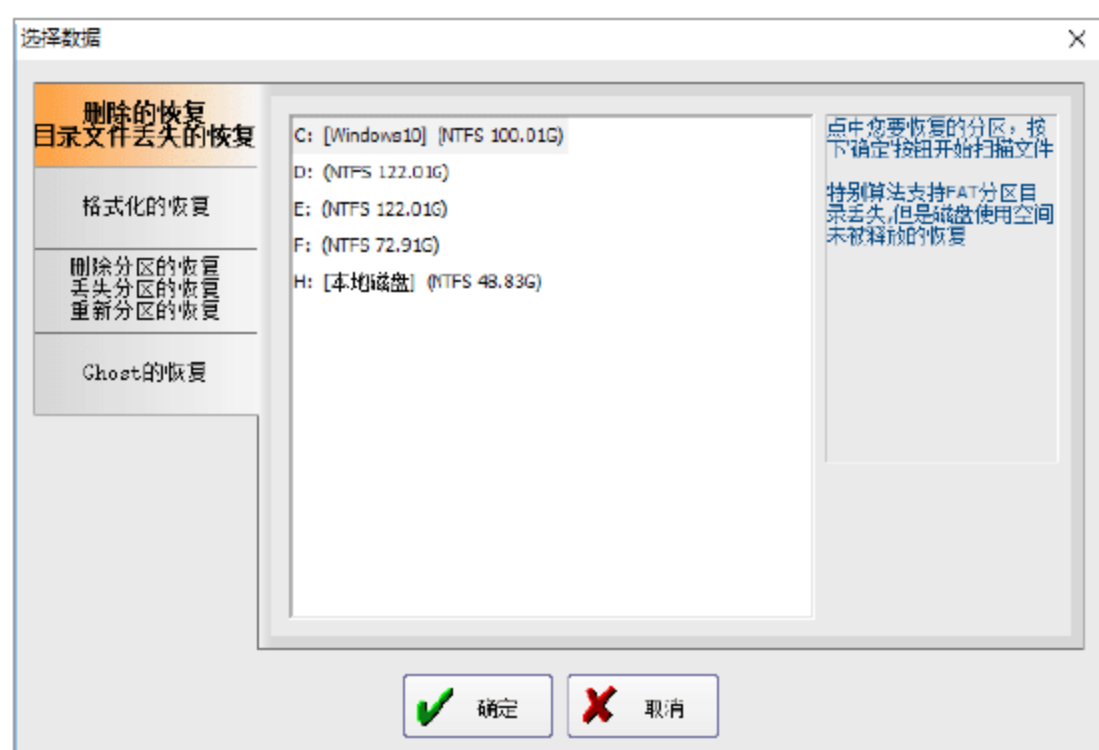 选择数据
删除的恢复
目录文件丢失的恢复
格式化的恢复
删除分区的恢复
丢失分区的恢复
重新分区的恢复
Ghost的恢复
C: [Windows10] (NTFS 100.01G)
D: (NTFS 122.01G)
E: (NTFS 122.01G)
F: (NTFS 72.91G)
H: [本地磁盘] (NTFS 48.83G)
点中您要恢复的分区，按
下'确定'按钮开始扫描文件
特别算法支持FAT分区目
录丢失,但是磁盘使用空间
未被释放的恢复
确定
取消